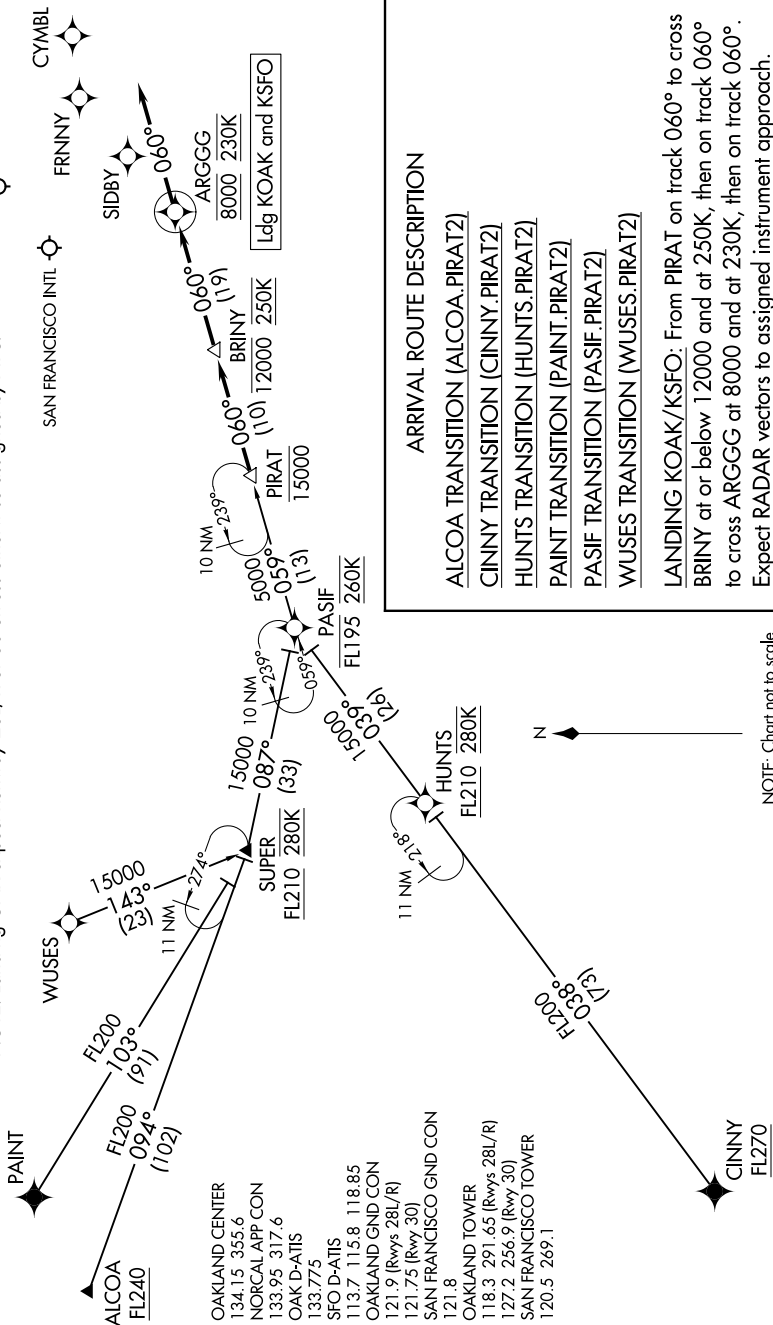 CYMBL
FRNNY
SIDBY
SAN FRANCISCO INTL
060°
ARGGG
8000 230K
Ldg KOAK and KSFO
060°
(19)
BRINY
12000 250K
060°
(10)
PIRAT
15000
10 NM
239°
5000
059°
(13)
PASIF
FL195 260K
10 NM
239°
059°
15000
087°
(33)
SUPER
FL210 280K
274°
11 NM
WUSES
15000
143°
(23)
PAINT
FL200
103°
(91)
ALCOA
FL240
FL200
094°
(102)
15000
039°
(26)
HUNTS
FL210 280K
218°
11 NM
FL200
038°
(73)
CINNY
FL270
N
NOTE: Chart not to scale.
OAKLAND CENTER
134.15 355.6
NORCAL APP CON
133.95 317.6
OAK D-ATIS
133.775
SFO D-ATIS
113.7 115.8 118.85
OAKLAND GND CON
121.9 (Rwys 28L/R)
121.75 (Rwy 30)
SAN FRANCISCO GND CON
121.8
OAKLAND TOWER
118.3 291.65 (Rwys 28L/R)
127.2 256.9 (Rwy 30)
SAN FRANCISCO TOWER
120.5 269.1
ARRIVAL ROUTE DESCRIPTION
ALCOA TRANSITION (ALCOA.PIRAT2)
CINNY TRANSITION (CINNY.PIRAT2)
HUNTS TRANSITION (HUNTS.PIRAT2)
PAINT TRANSITION (PAINT.PIRAT2)
PASIF TRANSITION (PASIF.PIRAT2)
WUSES TRANSITION (WUSES.PIRAT2)
LANDING KOAK/KSFO: From PIRAT on track 060° to cross
BRINY at or below 12000 and at 250K, then on track 060°
to cross ARGGG at 8000 and at 230K, then on track 060°.
Expect RADAR vectors to assigned instrument approach.